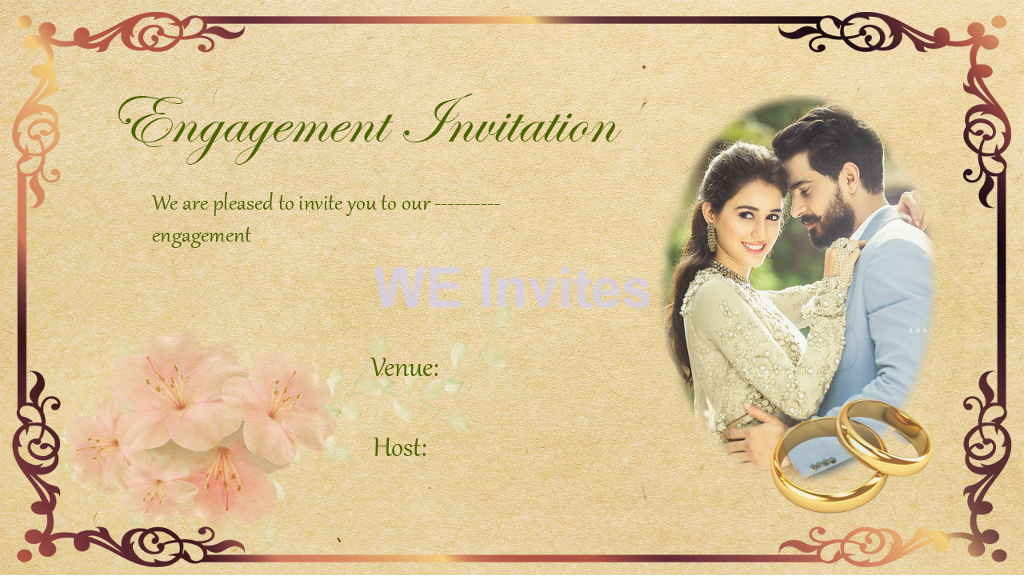 Engagement Invitation
We are pleased to invite you to our ----------
engagement
WE Invites
Venue:
Host: